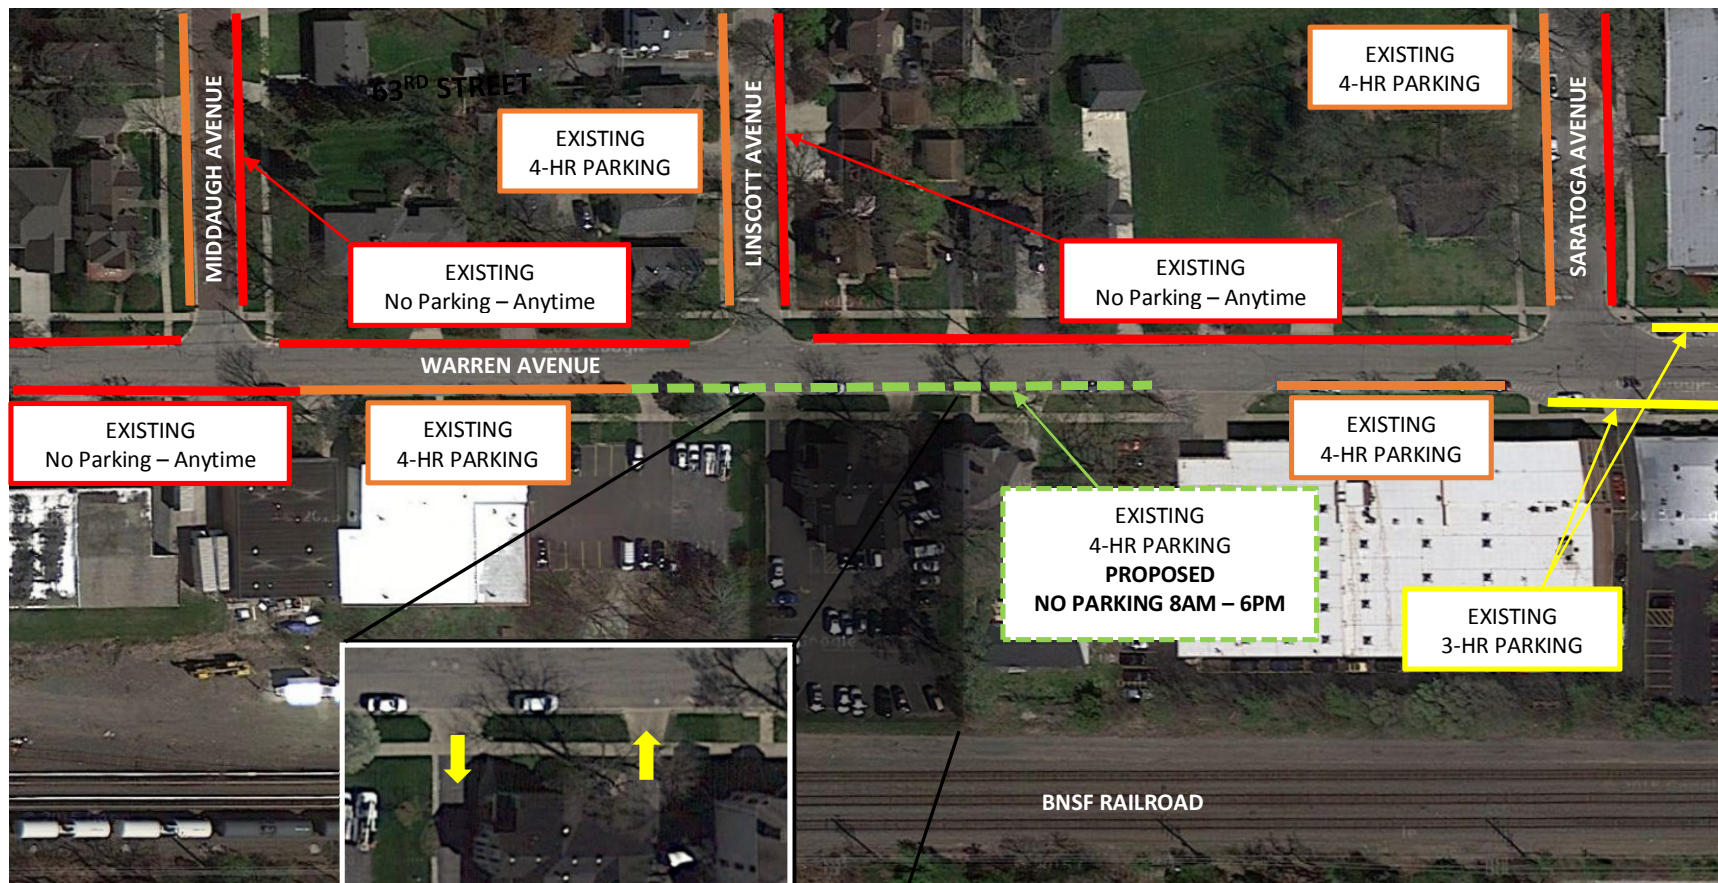 63RD STREET
EXISTING
4-HR PARKING
EXISTING
4-HR PARKING
MIDDAUGH AVENUE
LINSCOTT AVENUE
SARATOGA AVENUE
EXISTING
No Parking – Anytime
EXISTING
No Parking – Anytime
WARREN AVENUE
EXISTING
No Parking – Anytime
EXISTING
4-HR PARKING
EXISTING
4-HR PARKING
EXISTING
4-HR PARKING
PROPOSED
NO PARKING 8AM – 6PM
EXISTING
3-HR PARKING
BNSF RAILROAD